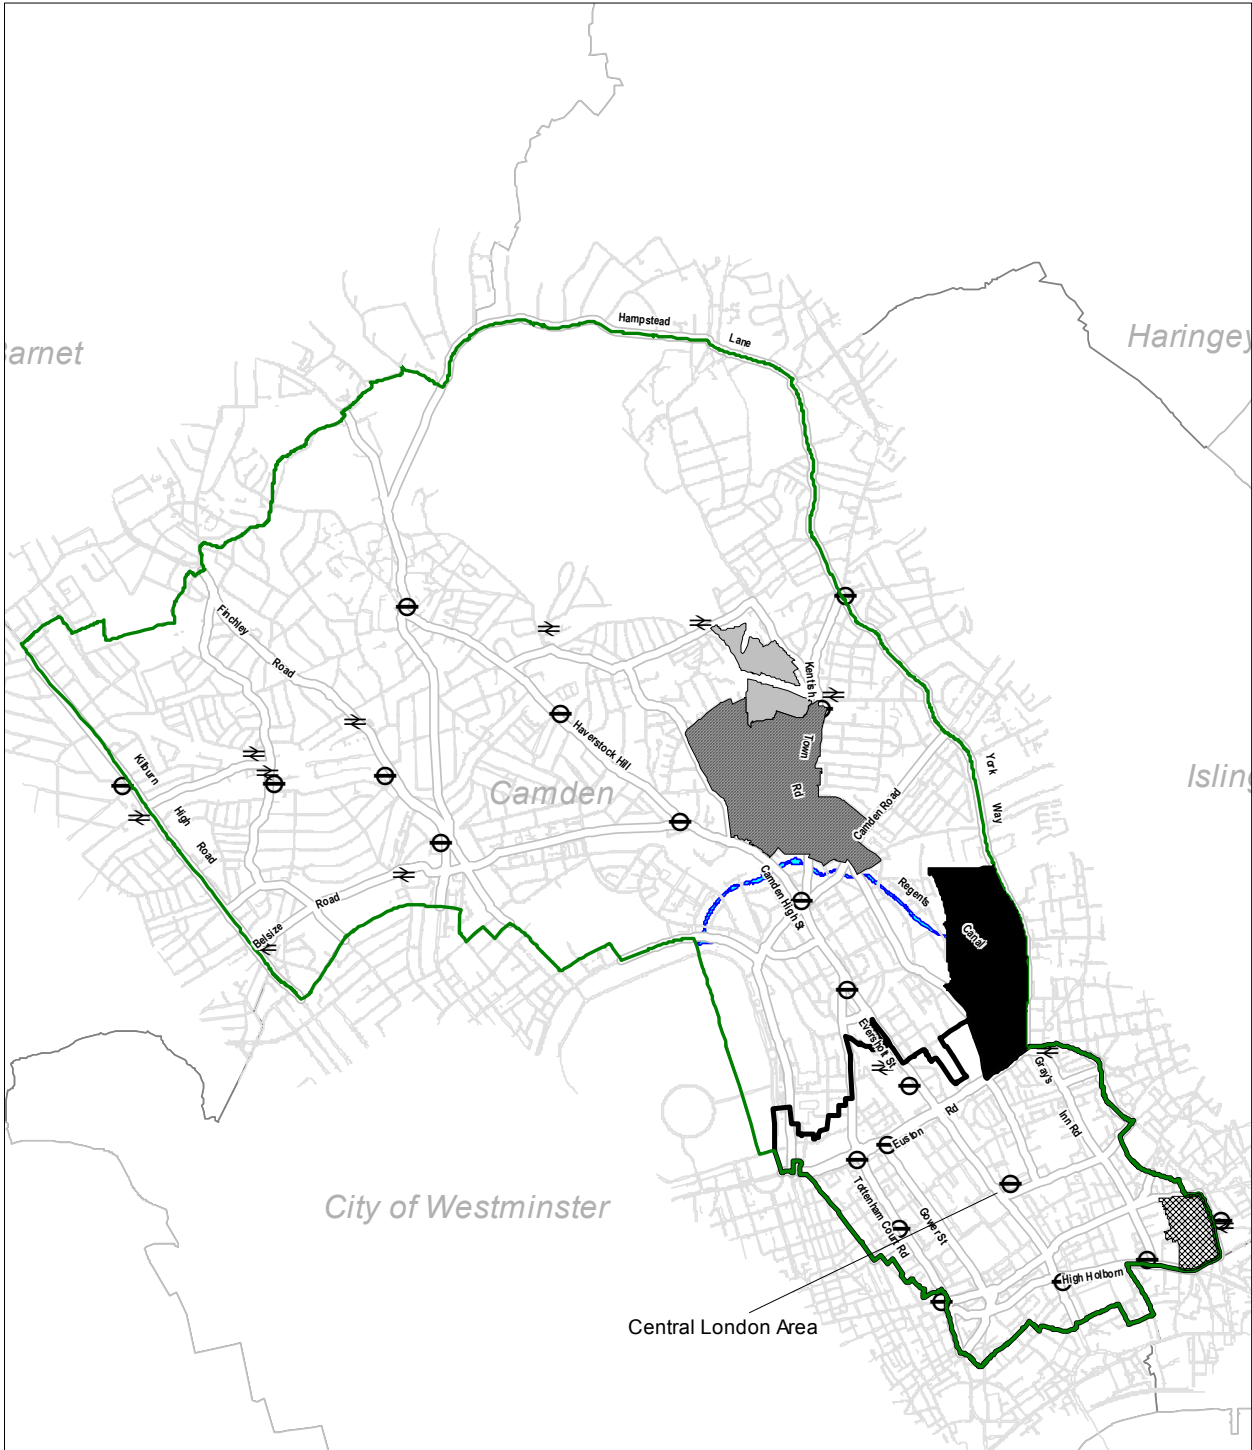 Hampstead
Lane
Haringey
arnet
Finchley
Road
Kentish
Town
Rd
Haverstock Hill
York
Way
Isling
Camden
Kilburn
High
Road
Camden Road
Camden High St
Regents
Canal
Belsize
Road
Eversholt St
Gray's
Inn Rd
Euston
Rd
City of Westminster
Tottenham Court Rd
Gower St
High Holborn
Central London Area